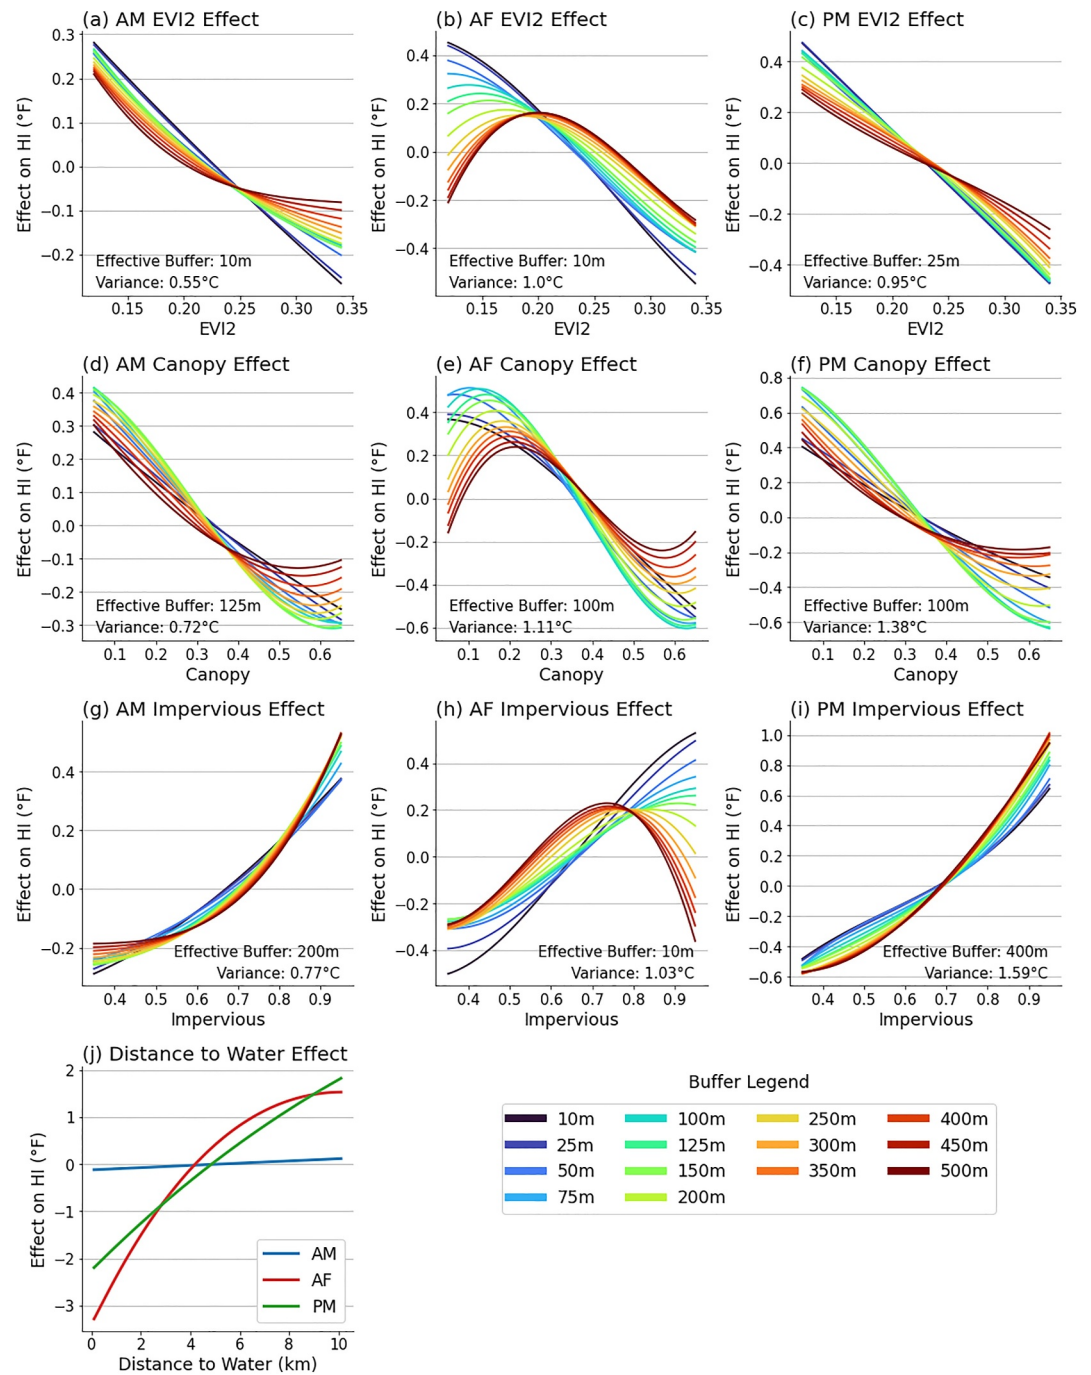 (a) AM EVI2 Effect
0.3
0.2
0.1
0.0
−0.1
−0.2
Effect on HI (°F)
Effective Buffer: 10m
Variance: 0.55°C
0.15 0.20 0.25 0.30 0.35
EVI2
(b) AF EVI2 Effect
0.4
0.2
0.0
−0.2
−0.4
Effect on HI (°F)
Effective Buffer: 10m
Variance: 1.0°C
0.15 0.20 0.25 0.30 0.35
EVI2
(c) PM EVI2 Effect
0.4
0.2
0.0
−0.2
−0.4
Effect on HI (°F)
Effective Buffer: 25m
Variance: 0.95°C
0.15 0.20 0.25 0.30 0.35
EVI2
(d) AM Canopy Effect
0.4
0.3
0.2
0.1
0.0
−0.1
−0.2
−0.3
Effect on HI (°F)
Effective Buffer: 125m
Variance: 0.72°C
0.1 0.2 0.3 0.4 0.5 0.6
Canopy
(e) AF Canopy Effect
0.4
0.2
0.0
−0.2
−0.4
−0.6
Effect on HI (°F)
Effective Buffer: 100m
Variance: 1.11°C
0.1 0.2 0.3 0.4 0.5 0.6
Canopy
(f) PM Canopy Effect
0.8
0.6
0.4
0.2
0.0
−0.2
−0.4
−0.6
Effect on HI (°F)
Effective Buffer: 100m
Variance: 1.38°C
0.1 0.2 0.3 0.4 0.5 0.6
Canopy
(g) AM Impervious Effect
0.4
0.2
0.0
−0.2
Effect on HI (°F)
Effective Buffer: 200m
Variance: 0.77°C
0.4 0.5 0.6 0.7 0.8 0.9
Impervious
(h) AF Impervious Effect
0.4
0.2
0.0
−0.2
−0.4
Effect on HI (°F)
Effective Buffer: 10m
Variance: 1.03°C
0.4 0.5 0.6 0.7 0.8 0.9
Impervious
(i) PM Impervious Effect
1.0
0.8
0.6
0.4
0.2
0.0
−0.2
−0.4
−0.6
Effect on HI (°F)
Effective Buffer: 400m
Variance: 1.59°C
0.4 0.5 0.6 0.7 0.8 0.9
Impervious
(j) Distance to Water Effect
2
1
0
−1
−2
−3
Effect on HI (°F)
AM
AF
PM
0 2 4 6 8 10
Distance to Water (km)
Buffer Legend
10m 100m 250m 400m
25m 125m 300m 450m
50m 150m 350m 500m
75m 200m